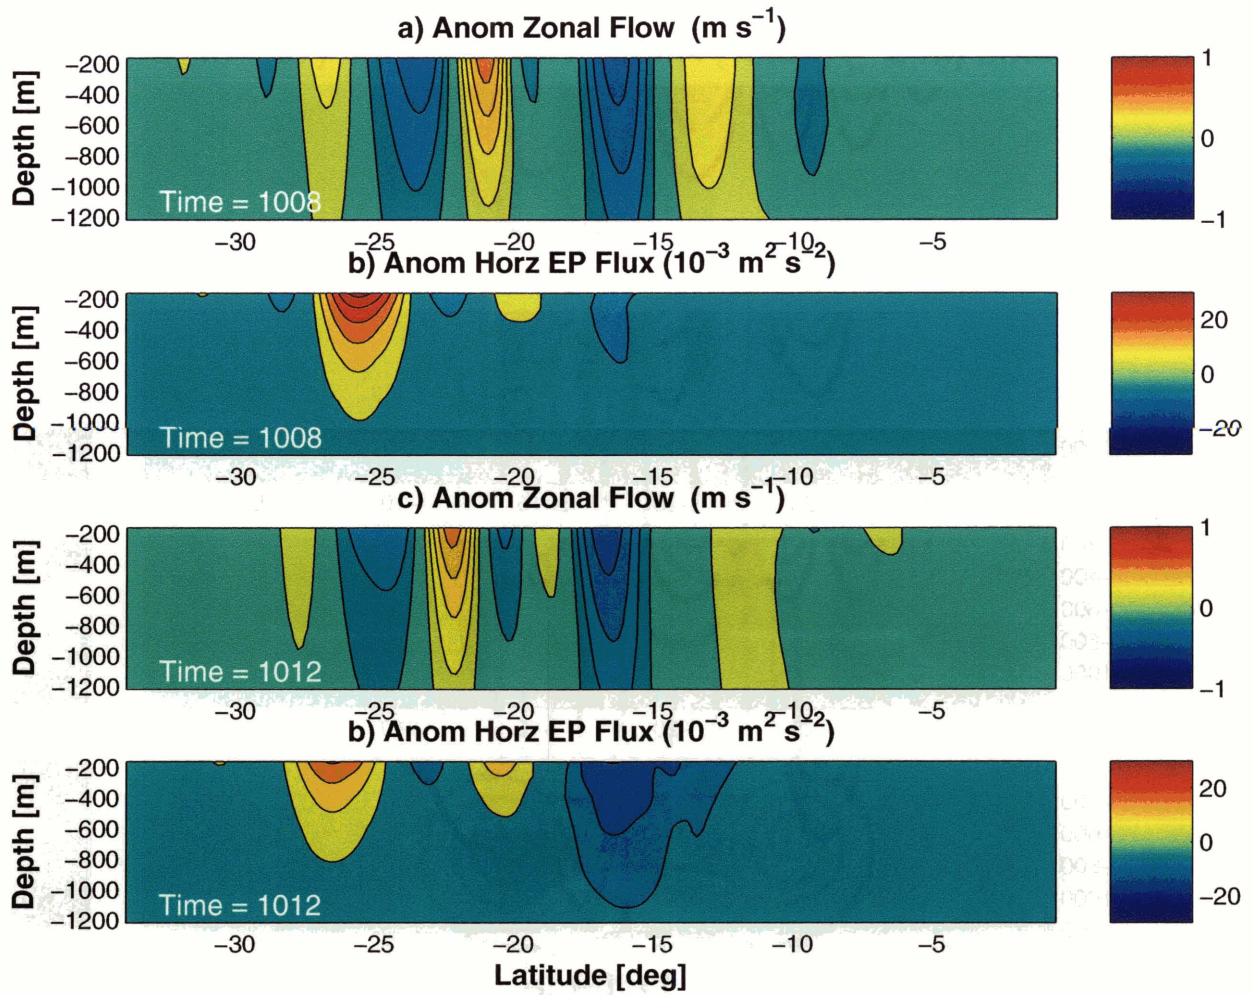 a) Anom Zonal Flow (m s⁻¹)
Depth [m]
−200
−400
−600
−800
−1000
−1200
Time = 1008
−30 −25 −20 −15 −10 −5
1
0
−1
b) Anom Horz EP Flux (10⁻³ m² s⁻²)
Depth [m]
−200
−400
−600
−800
−1000
−1200
Time = 1008
−30 −25 −20 −15 −10 −5
20
0
−20
c) Anom Zonal Flow (m s⁻¹)
Depth [m]
−200
−400
−600
−800
−1000
−1200
Time = 1012
−30 −25 −20 −15 −10 −5
1
0
−1
b) Anom Horz EP Flux (10⁻³ m² s⁻²)
Depth [m]
−200
−400
−600
−800
−1000
−1200
Time = 1012
−30 −25 −20 −15 −10 −5
20
0
−20
Latitude [deg]